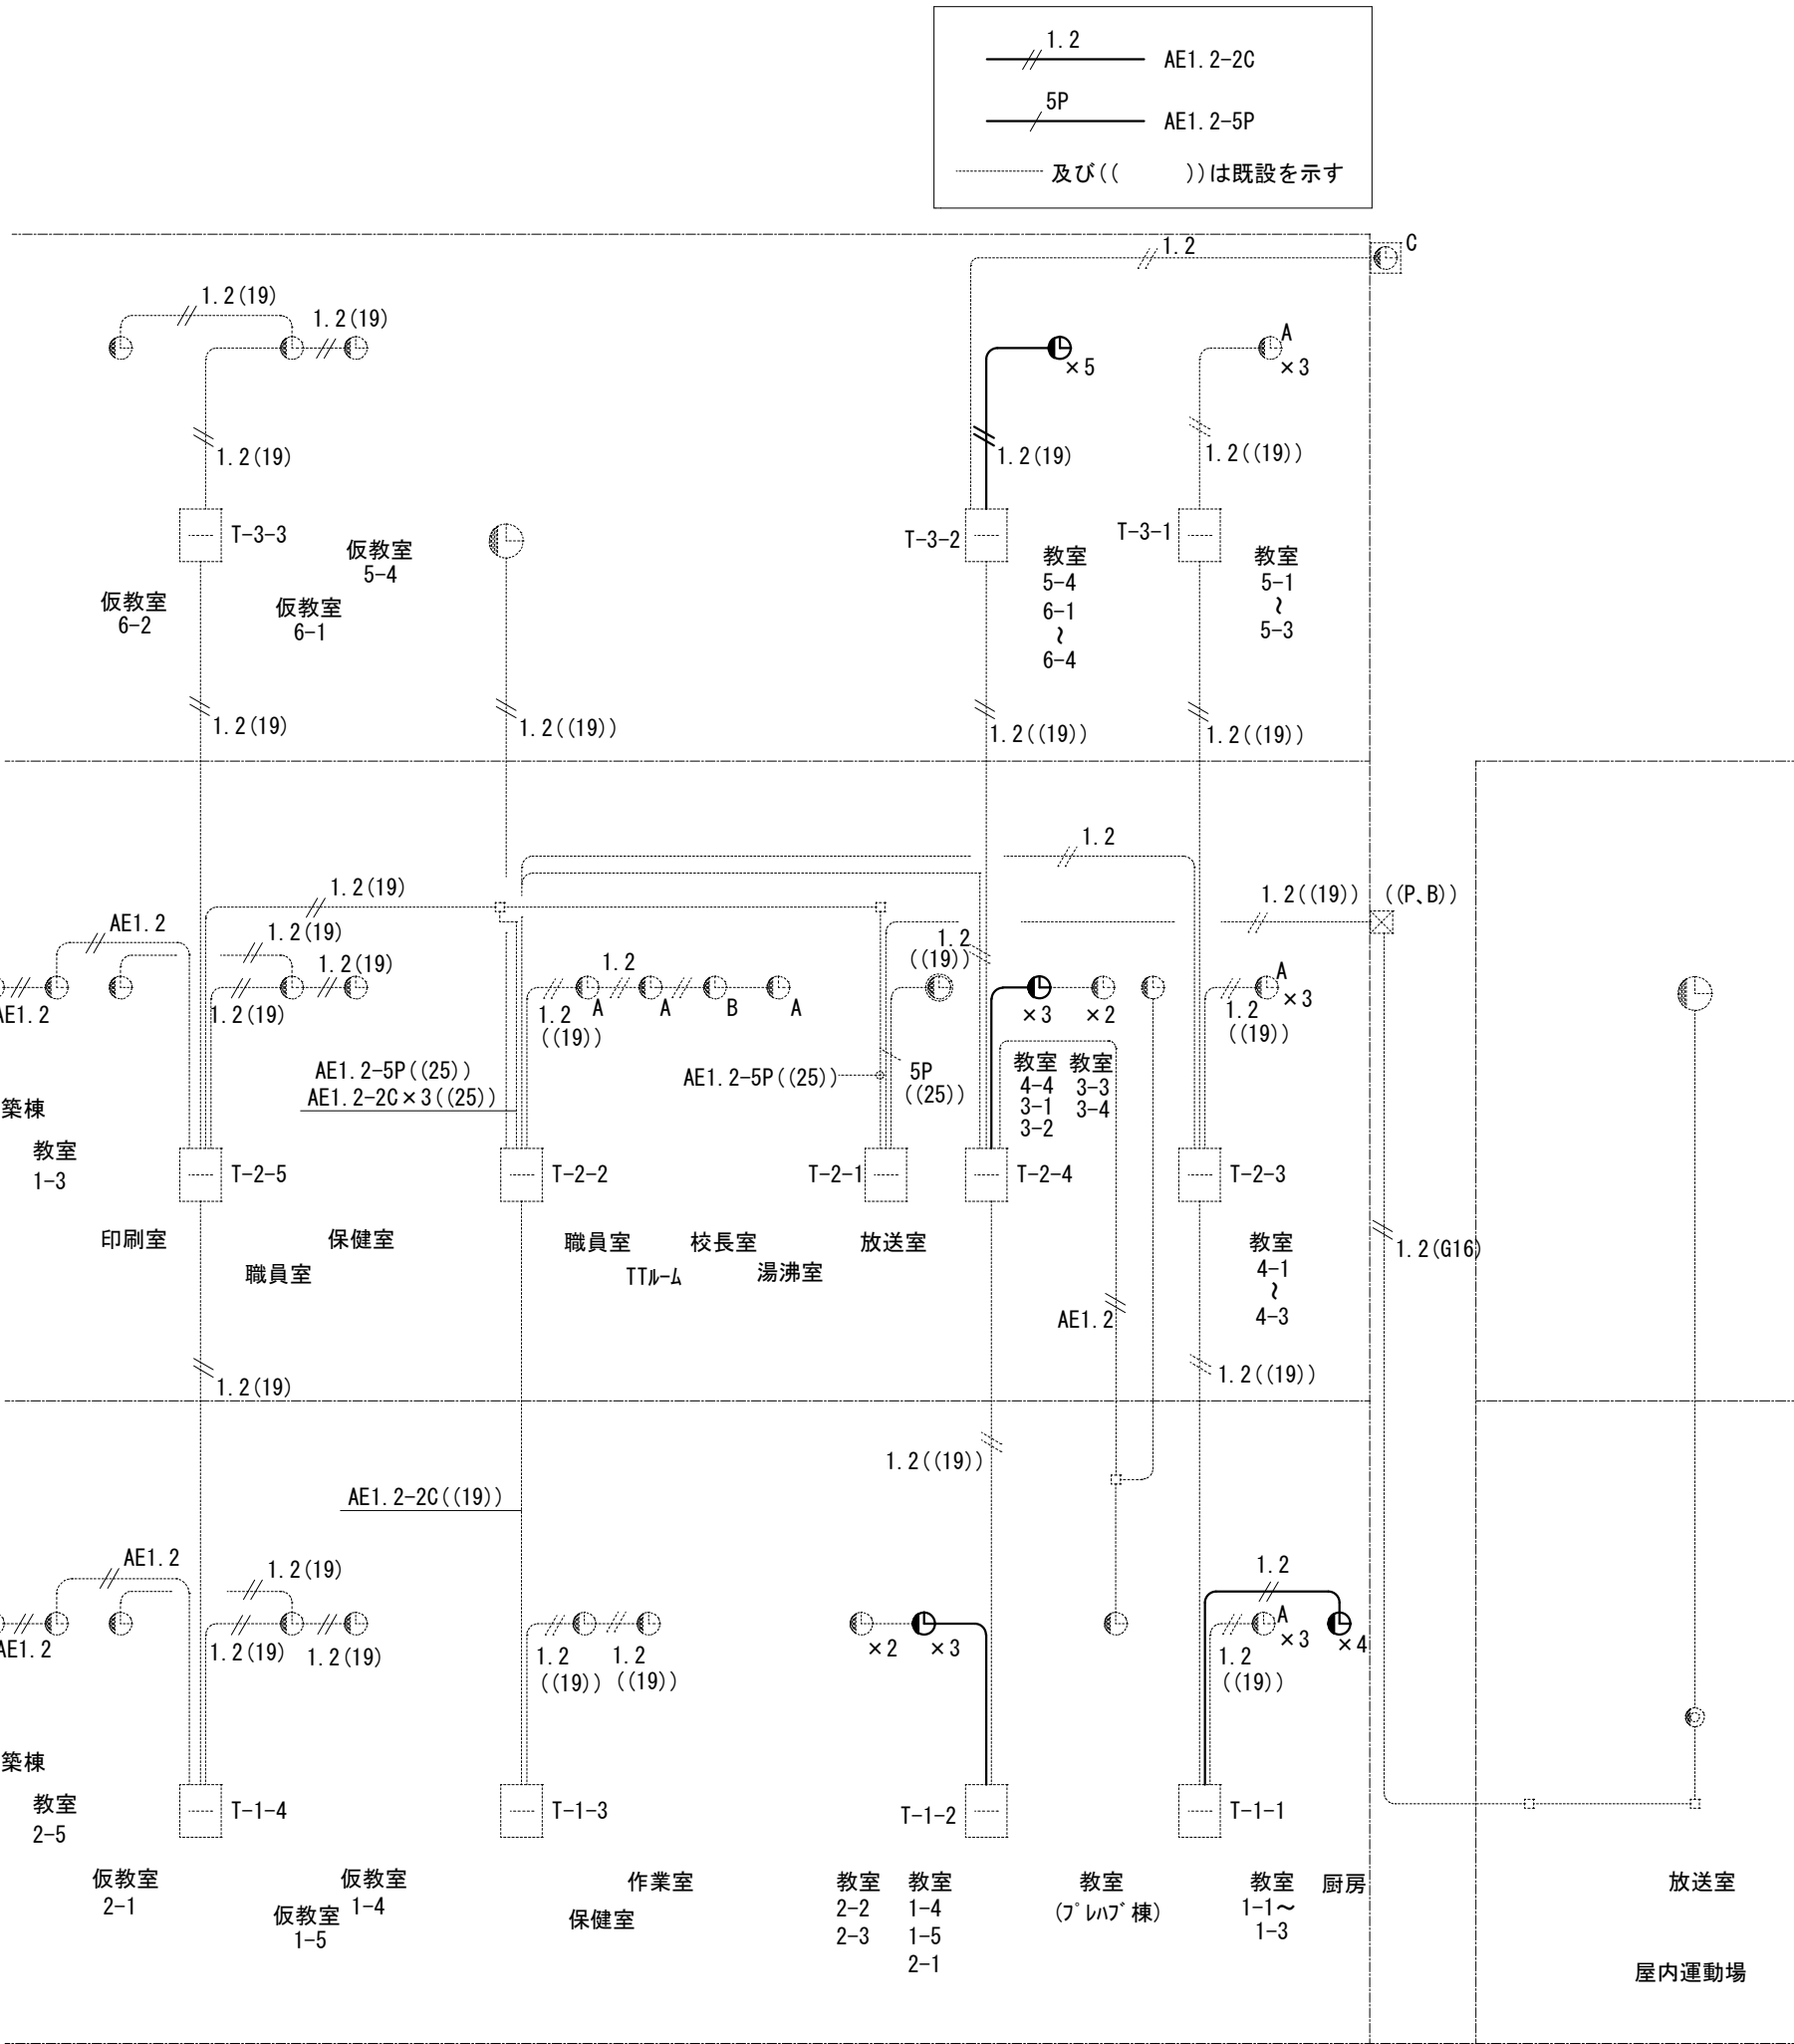 1.2
AE1.2-2C
5P
AE1.2-5P
及び((　　))は既設を示す
1.2
C
1.2(19)
1.2(19)
A
×5
×3
1.2(19)
1.2(19)
1.2((19))
T-3-3
T-3-2
T-3-1
仮教室
5-4
仮教室
6-2
仮教室
6-1
教室
5-4
6-1
～
6-4
教室
5-1
～
5-3
1.2(19)
1.2((19))
1.2((19))
1.2((19))
1.2
1.2(19)
1.2((19))
((P、B))
AE1.2
1.2(19)
1.2(19)
1.2
1.2
((19))
A
×3
AE1.2
1.2(19)
1.2
((19))
A
A
B
A
×3
×2
1.2
((19))
AE1.2-5P((25))
AE1.2-2C×3((25))
AE1.2-5P((25))
5P
((25))
教室
4-4
3-1
3-2
教室
3-3
3-4
築棟
教室
1-3
T-2-5
T-2-2
T-2-1
T-2-4
T-2-3
印刷室
職員室
保健室
職員室
TTﾙｰﾑ
校長室
湯沸室
放送室
教室
4-1
～
4-3
1.2(G16)
AE1.2
1.2(19)
1.2((19))
1.2((19))
AE1.2-2C((19))
AE1.2
1.2(19)
1.2
A
×3
×4
AE1.2
1.2(19)
1.2(19)
1.2
((19))
1.2
((19))
×2
×3
1.2
((19))
築棟
教室
2-5
T-1-4
T-1-3
T-1-2
T-1-1
仮教室
2-1
仮教室
1-5
仮教室
1-4
作業室
保健室
教室
2-2
2-3
教室
1-4
1-5
2-1
教室
(ﾌﾟﾚﾊﾌﾞ棟)
教室
1-1～
1-3
厨房
放送室
屋内運動場